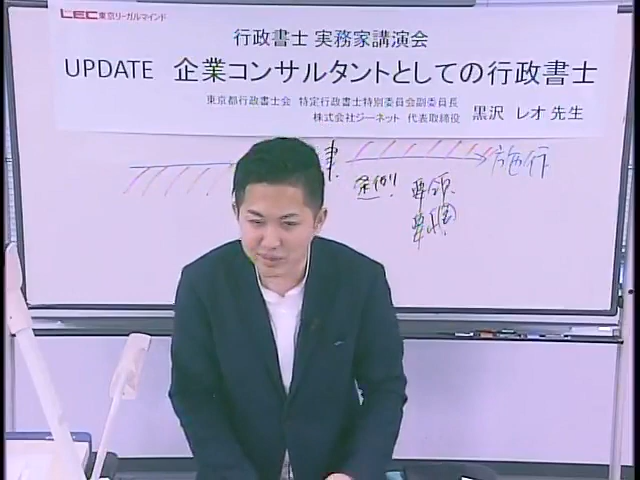 LEC東京リーガルマインド
行政書士 実務家講演会
UPDATE 企業コンサルタントとしての行政書士
東京都行政書士会 特定行政書士特別委員会副委員長
株式会社ジーネット 代表取締役 黒沢 レオ 先生
施行
定例
要領